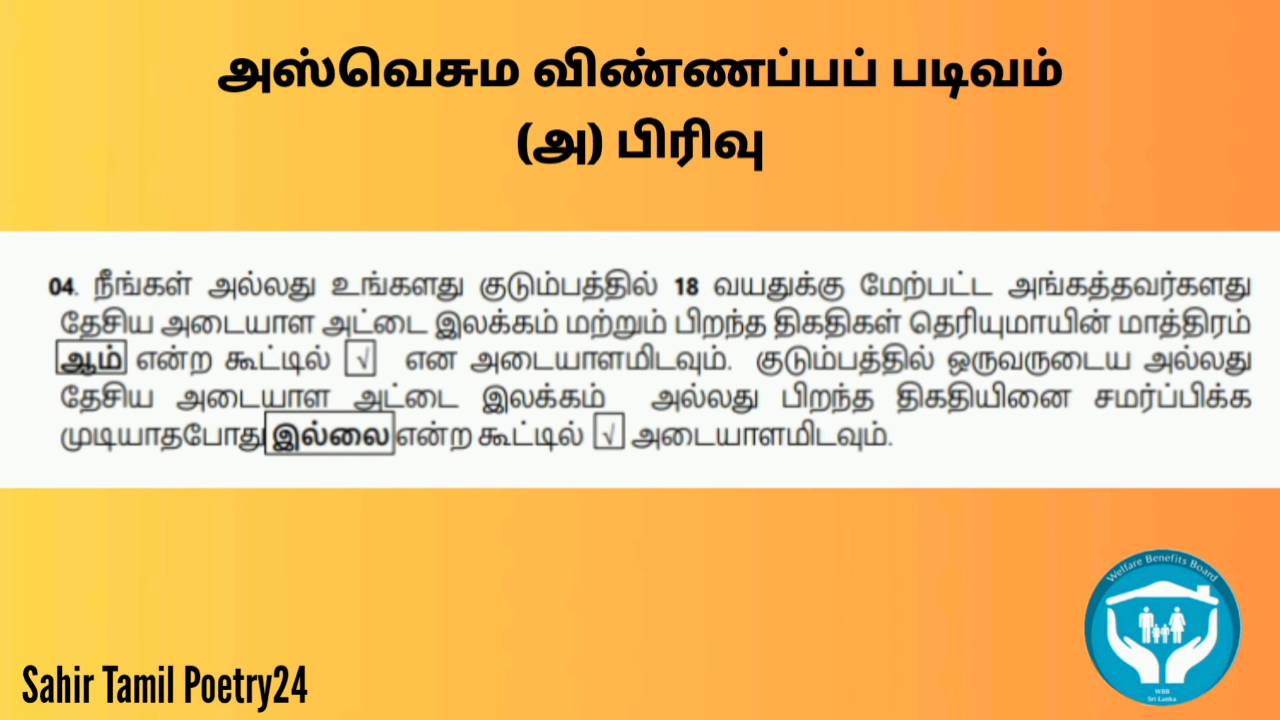 அஸ்வெசும விண்ணப்பப் படிவம்
(அ) பிரிவு
04. நீங்கள் அல்லது உங்களது குடும்பத்தில் 18 வயதுக்கு மேற்பட்ட அங்கத்தவர்களது
தேசிய அடையாள அட்டை இலக்கம் மற்றும் பிறந்த திகதிகள் தெரியுமாயின் மாத்திரம்
ஆம் என்ற கூட்டில் √ என அடையாளமிடவும். குடும்பத்தில் ஒருவருடைய அல்லது
தேசிய அடையாள அட்டை இலக்கம் அல்லது பிறந்த திகதியினை சமர்ப்பிக்க
முடியாதபோது இல்லை என்ற கூட்டில் √ அடையாளமிடவும்.
Welfare Benefits Board
WBB
Sri Lanka
Sahir Tamil Poetry24